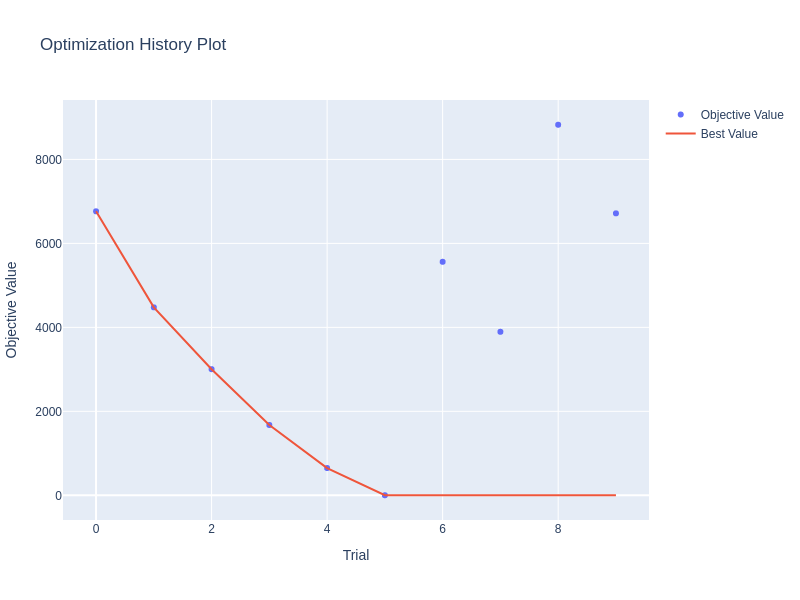 Optimization History Plot
Objective Value
Best Value
8000
6000
4000
2000
0
Objective Value
0 2 4 6 8
Trial